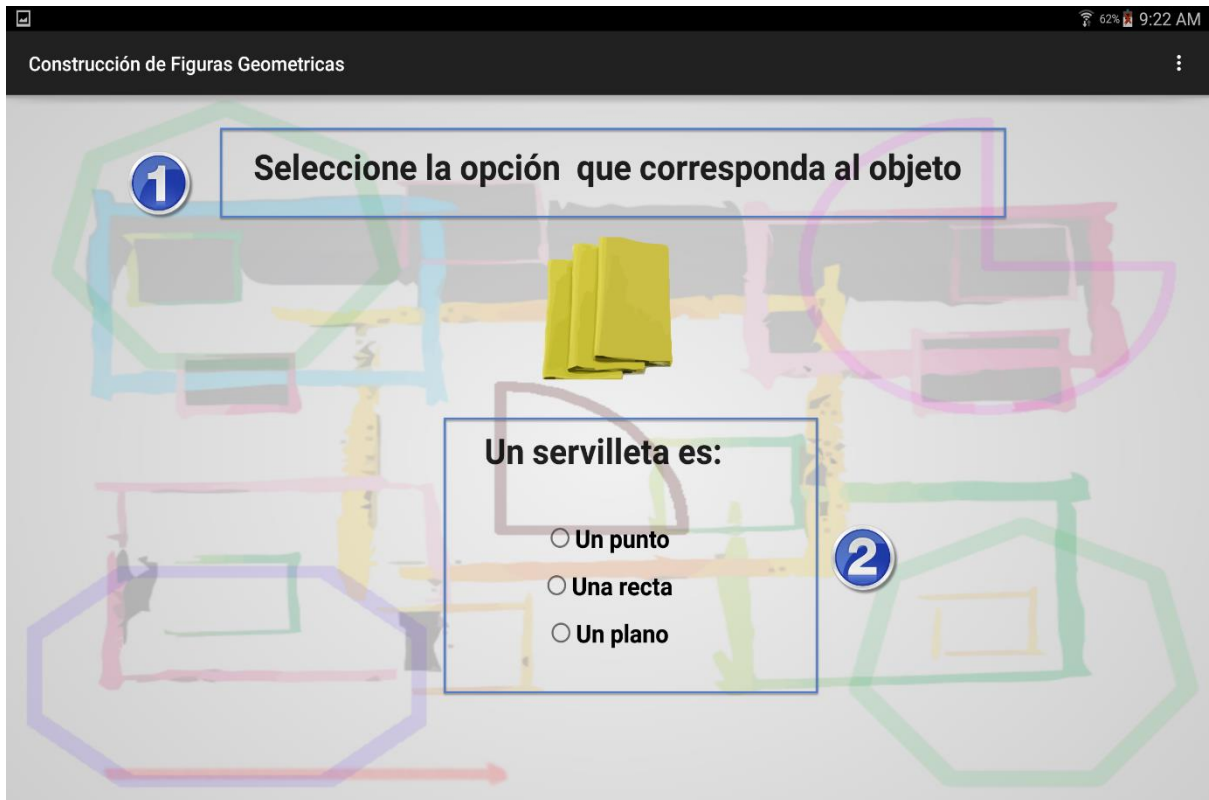 62% 9:22 AM
Construcción de Figuras Geometricas
1
Seleccione la opción que corresponda al objeto
Un servilleta es:
Un punto
Una recta
2
Un plano